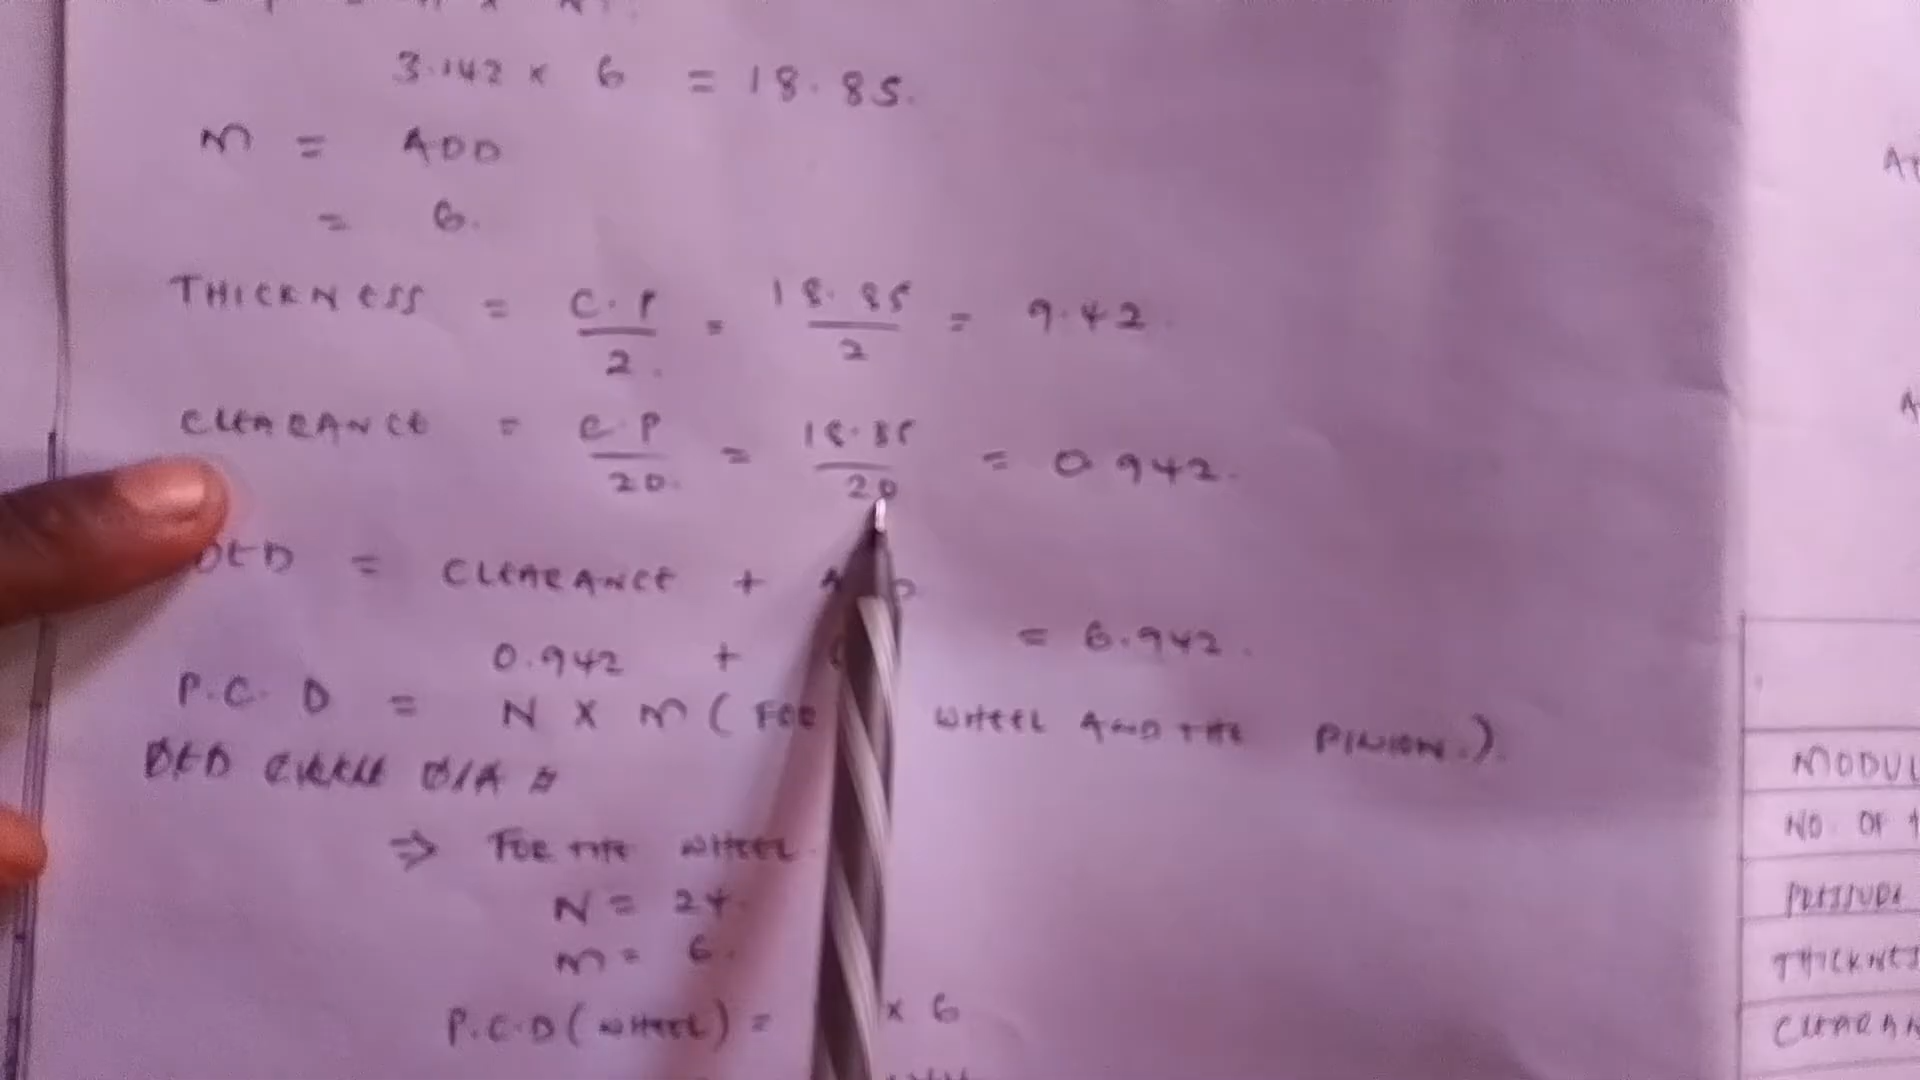 3.142 x 6 = 18.85.
m = ADD
= 6.
THICKNESS = C.P/2. = 18.85/2 = 9.42.
CLEARANCE = C.P/20. = 18.85/20 = 0.942.
DED = CLEARANCE +
0.942 + = 6.942.
P.C.D = N X m (FOR WHEEL AND THE PINION.).
DED CIRCLE DIA =
⇒ FOR THE WHEEL.
N = 24.
m = 6.
P.C.D (WHEEL) = x 6
MODUL
NO. OF
PRESSURE
THICKNES
CLEARAN